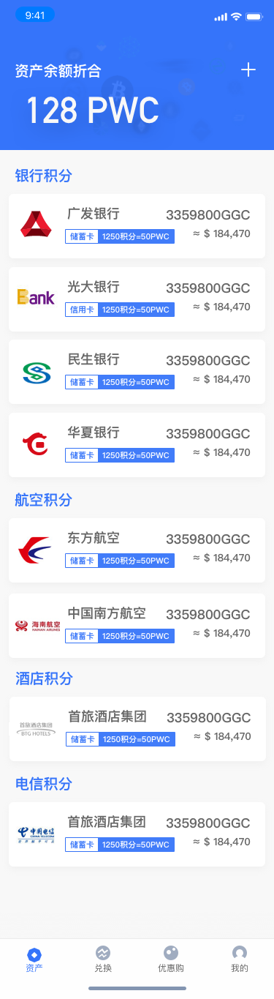 9:41
资产余额折合
128 PWC
银行积分
广发银行 3359800GGC
储蓄卡 1250积分=50PWC ≈ $ 184,470
Bank
光大银行 3359800GGC
信用卡 1250积分=50PWC ≈ $ 184,470
民生银行 3359800GGC
储蓄卡 1250积分=50PWC ≈ $ 184,470
华夏银行 3359800GGC
储蓄卡 1250积分=50PWC ≈ $ 184,470
航空积分
东方航空 3359800GGC
储蓄卡 1250积分=50PWC ≈ $ 184,470
海南航空
HAINAN AIRLINES
中国南方航空 3359800GGC
储蓄卡 1250积分=50PWC ≈ $ 184,470
酒店积分
首旅酒店集团
BTG HOTELS
首旅酒店集团 3359800GGC
储蓄卡 1250积分=50PWC ≈ $ 184,470
电信积分
中国电信
CHINA TELECOM
世界触手可及
首旅酒店集团 3359800GGC
储蓄卡 1250积分=50PWC ≈ $ 184,470
资产 兑换 优惠购 我的